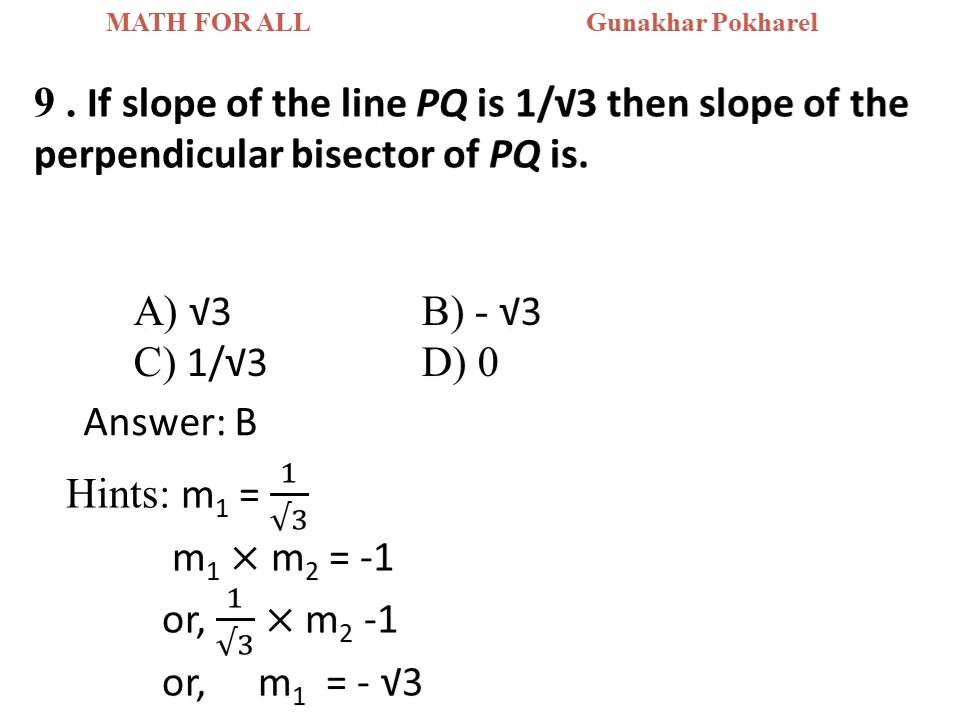 MATH FOR ALL Gunakhar Pokharel
9 . If slope of the line PQ is 1/√3 then slope of the
perpendicular bisector of PQ is.
A) √3 B) - √3
C) 1/√3 D) 0
Answer: B
Hints: m₁ = 1/√3
m₁ × m₂ = -1
or, 1/√3 × m₂ -1
or, m₁ = - √3